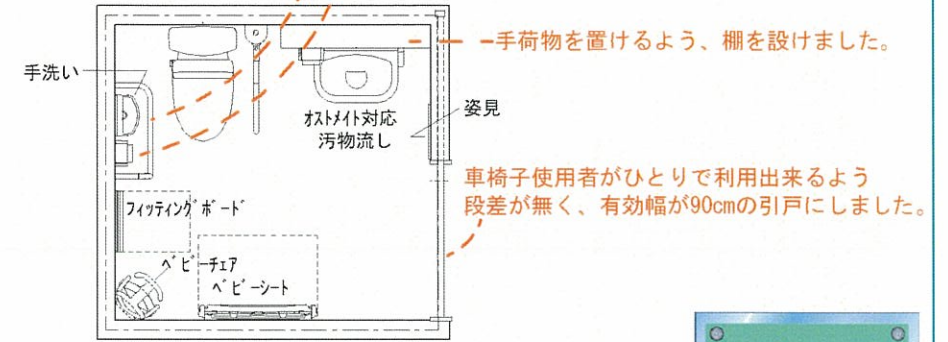 手荷物を置けるよう、棚を設けました。
手洗い
オストメイト対応
汚物流し
姿見
車椅子使用者がひとりで利用出来るよう
段差が無く、有効幅が90cmの引戸にしました。
フィッティングボード
ベビーチェア
ベビーシート